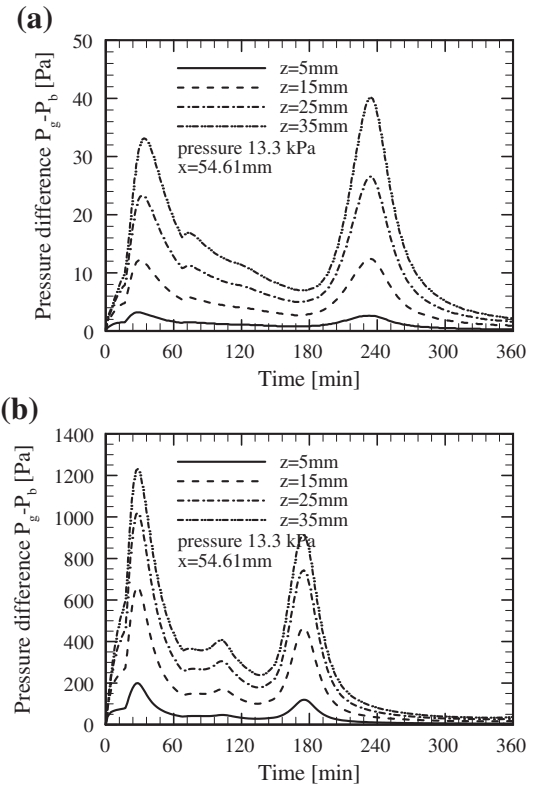 (a)
50
40
30
20
10
0
Pressure difference P_g-P_b [Pa]
z=5mm
z=15mm
z=25mm
z=35mm
pressure 13.3 kPa
x=54.61mm
0 60 120 180 240 300 360
Time [min]
(b)
1400
1200
1000
800
600
400
200
0
Pressure difference P_g-P_b [Pa]
z=5mm
z=15mm
z=25mm
z=35mm
pressure 13.3 kPa
x=54.61mm
0 60 120 180 240 300 360
Time [min]